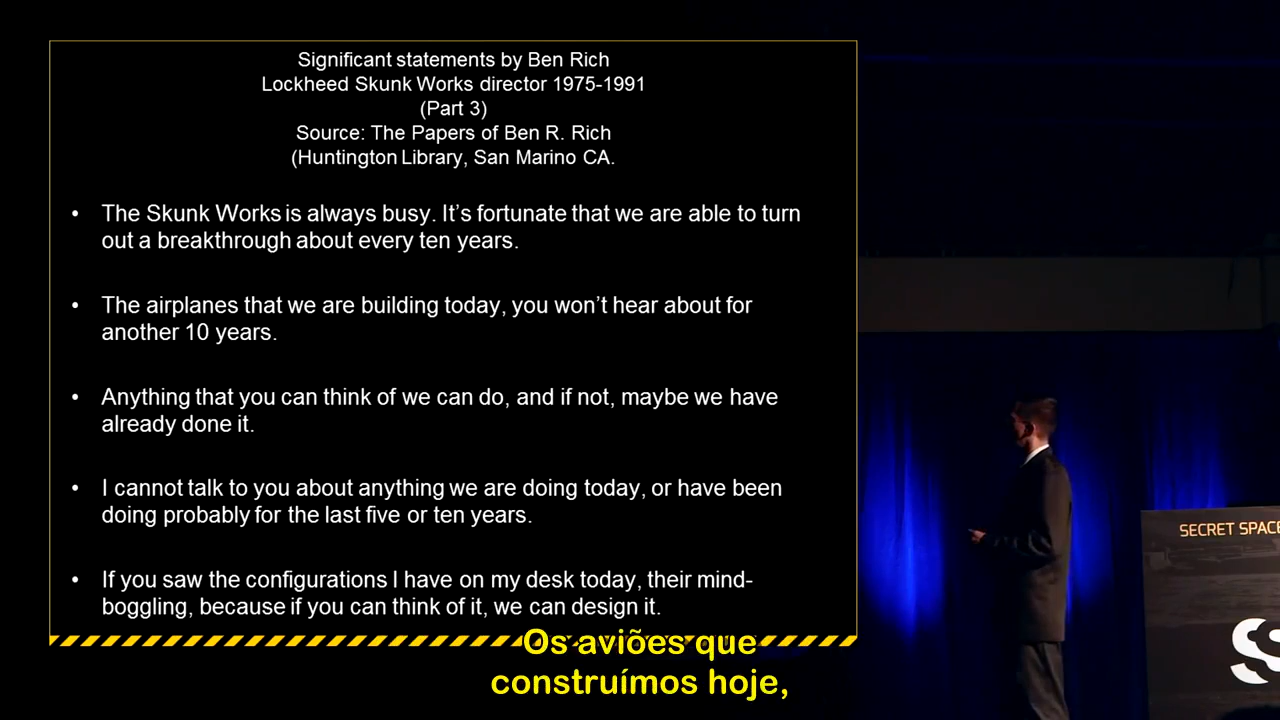 Significant statements by Ben Rich
Lockheed Skunk Works director 1975-1991
(Part 3)
Source: The Papers of Ben R. Rich
(Huntington Library, San Marino CA.
• The Skunk Works is always busy. It’s fortunate that we are able to turn
out a breakthrough about every ten years.
• The airplanes that we are building today, you won’t hear about for
another 10 years.
• Anything that you can think of we can do, and if not, maybe we have
already done it.
• I cannot talk to you about anything we are doing today, or have been
doing probably for the last five or ten years.
• If you saw the configurations I have on my desk today, their mind-
boggling, because if you can think of it, we can design it.
Os aviões que
construímos hoje,
SECRET SPACE